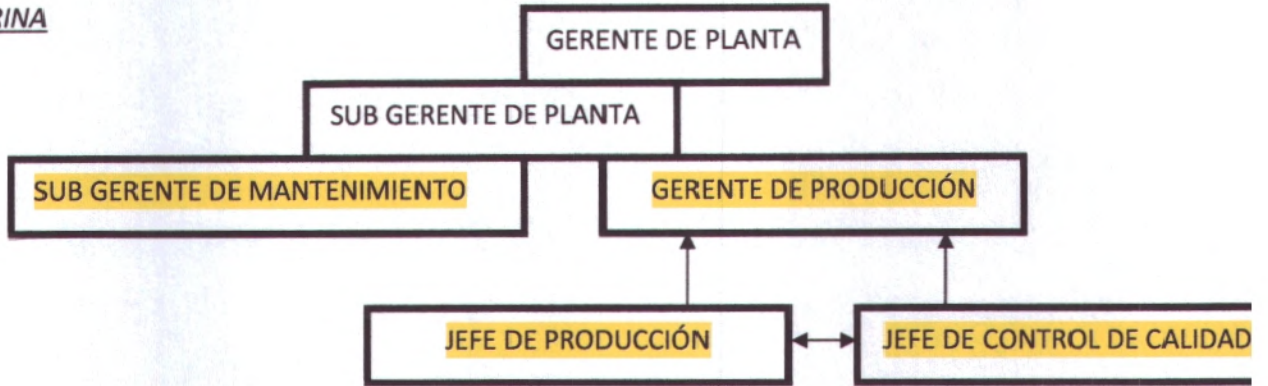 RINA
GERENTE DE PLANTA
SUB GERENTE DE PLANTA
SUB GERENTE DE MANTENIMIENTO
GERENTE DE PRODUCCIÓN
JEFE DE PRODUCCIÓN
JEFE DE CONTROL DE CALIDAD